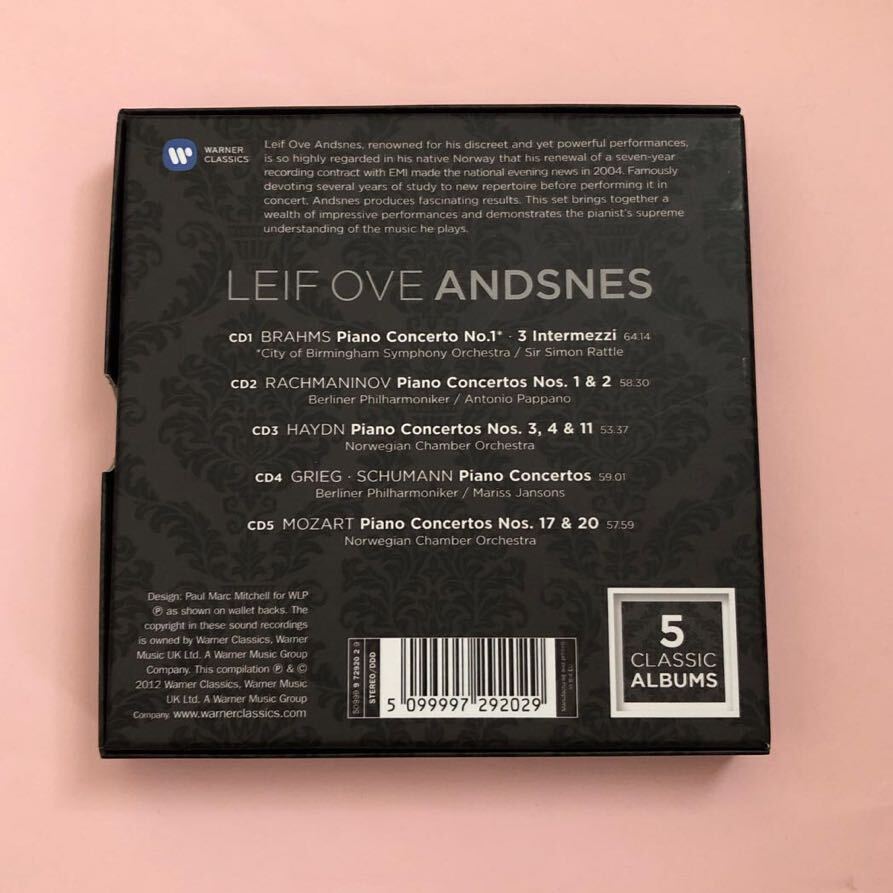 WARNER
CLASSICS
Leif Ove Andsnes, renowned for his discreet and yet powerful performances,
is so highly regarded in his native Norway that his renewal of a seven-year
recording contract with EMI made the national evening news in 2004. Famously
devoting several years of study to new repertoire before performing it in
concert, Andsnes produces fascinating results. This set brings together a
wealth of impressive performances and demonstrates the pianist's supreme
understanding of the music he plays.
LEIF OVE ANDSNES
CD1 BRAHMS Piano Concerto No.1* · 3 Intermezzi 64.14
*City of Birmingham Symphony Orchestra / Sir Simon Rattle
CD2 RACHMANINOV Piano Concertos Nos. 1 & 2 58.30
Berliner Philharmoniker / Antonio Pappano
CD3 HAYDN Piano Concertos Nos. 3, 4 & 11 53.37
Norwegian Chamber Orchestra
CD4 GRIEG · SCHUMANN Piano Concertos 59.01
Berliner Philharmoniker / Mariss Jansons
CD5 MOZART Piano Concertos Nos. 17 & 20 57.59
Norwegian Chamber Orchestra
Design: Paul Marc Mitchell for WLP
℗ as shown on wallet backs. The
copyright in these sound recordings
is owned by Warner Classics, Warner
Music UK Ltd. A Warner Music Group
Company. This compilation ℗ & ©
2012 Warner Classics, Warner Music
UK Ltd. A Warner Music Group
Company. www.warnerclassics.com
50999 9 72920 2 9
STEREO/DDD
5 099997 292029
5
CLASSIC
ALBUMS